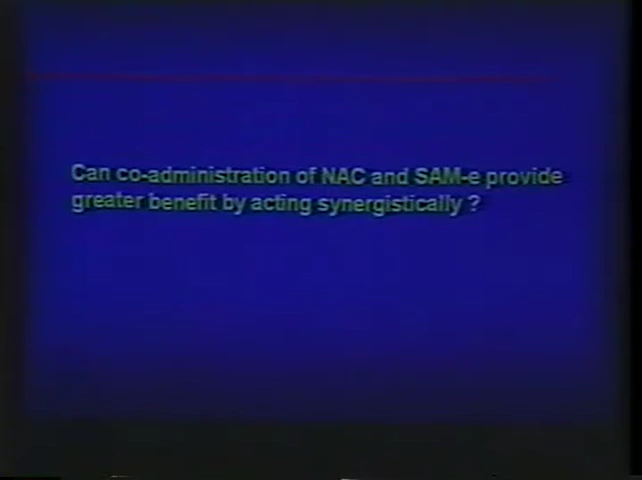 Can co-administration of NAC and SAM-e provide
greater benefit by acting synergistically ?